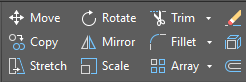 Move Rotate Trim
Copy Mirror Fillet
Stretch Scale Array